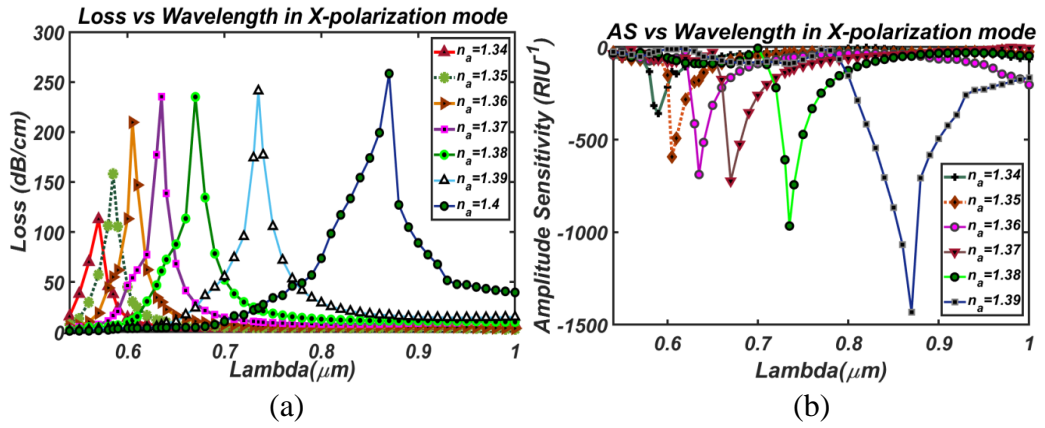 Loss vs Wavelength in X-polarization mode
300
250
200
150
100
50
0
0.6
0.7
0.8
0.9
1
Loss (dB/cm)
Lambda(μm)
n_a=1.34
n_a=1.35
n_a=1.36
n_a=1.37
n_a=1.38
n_a=1.39
n_a=1.4
(a)
AS vs Wavelength in X-polarization mode
0
-500
-1000
-1500
0.6
0.7
0.8
0.9
1
Amplitude Sensitivity (RIU⁻¹)
Lambda(μm)
n_a=1.34
n_a=1.35
n_a=1.36
n_a=1.37
n_a=1.38
n_a=1.39
(b)